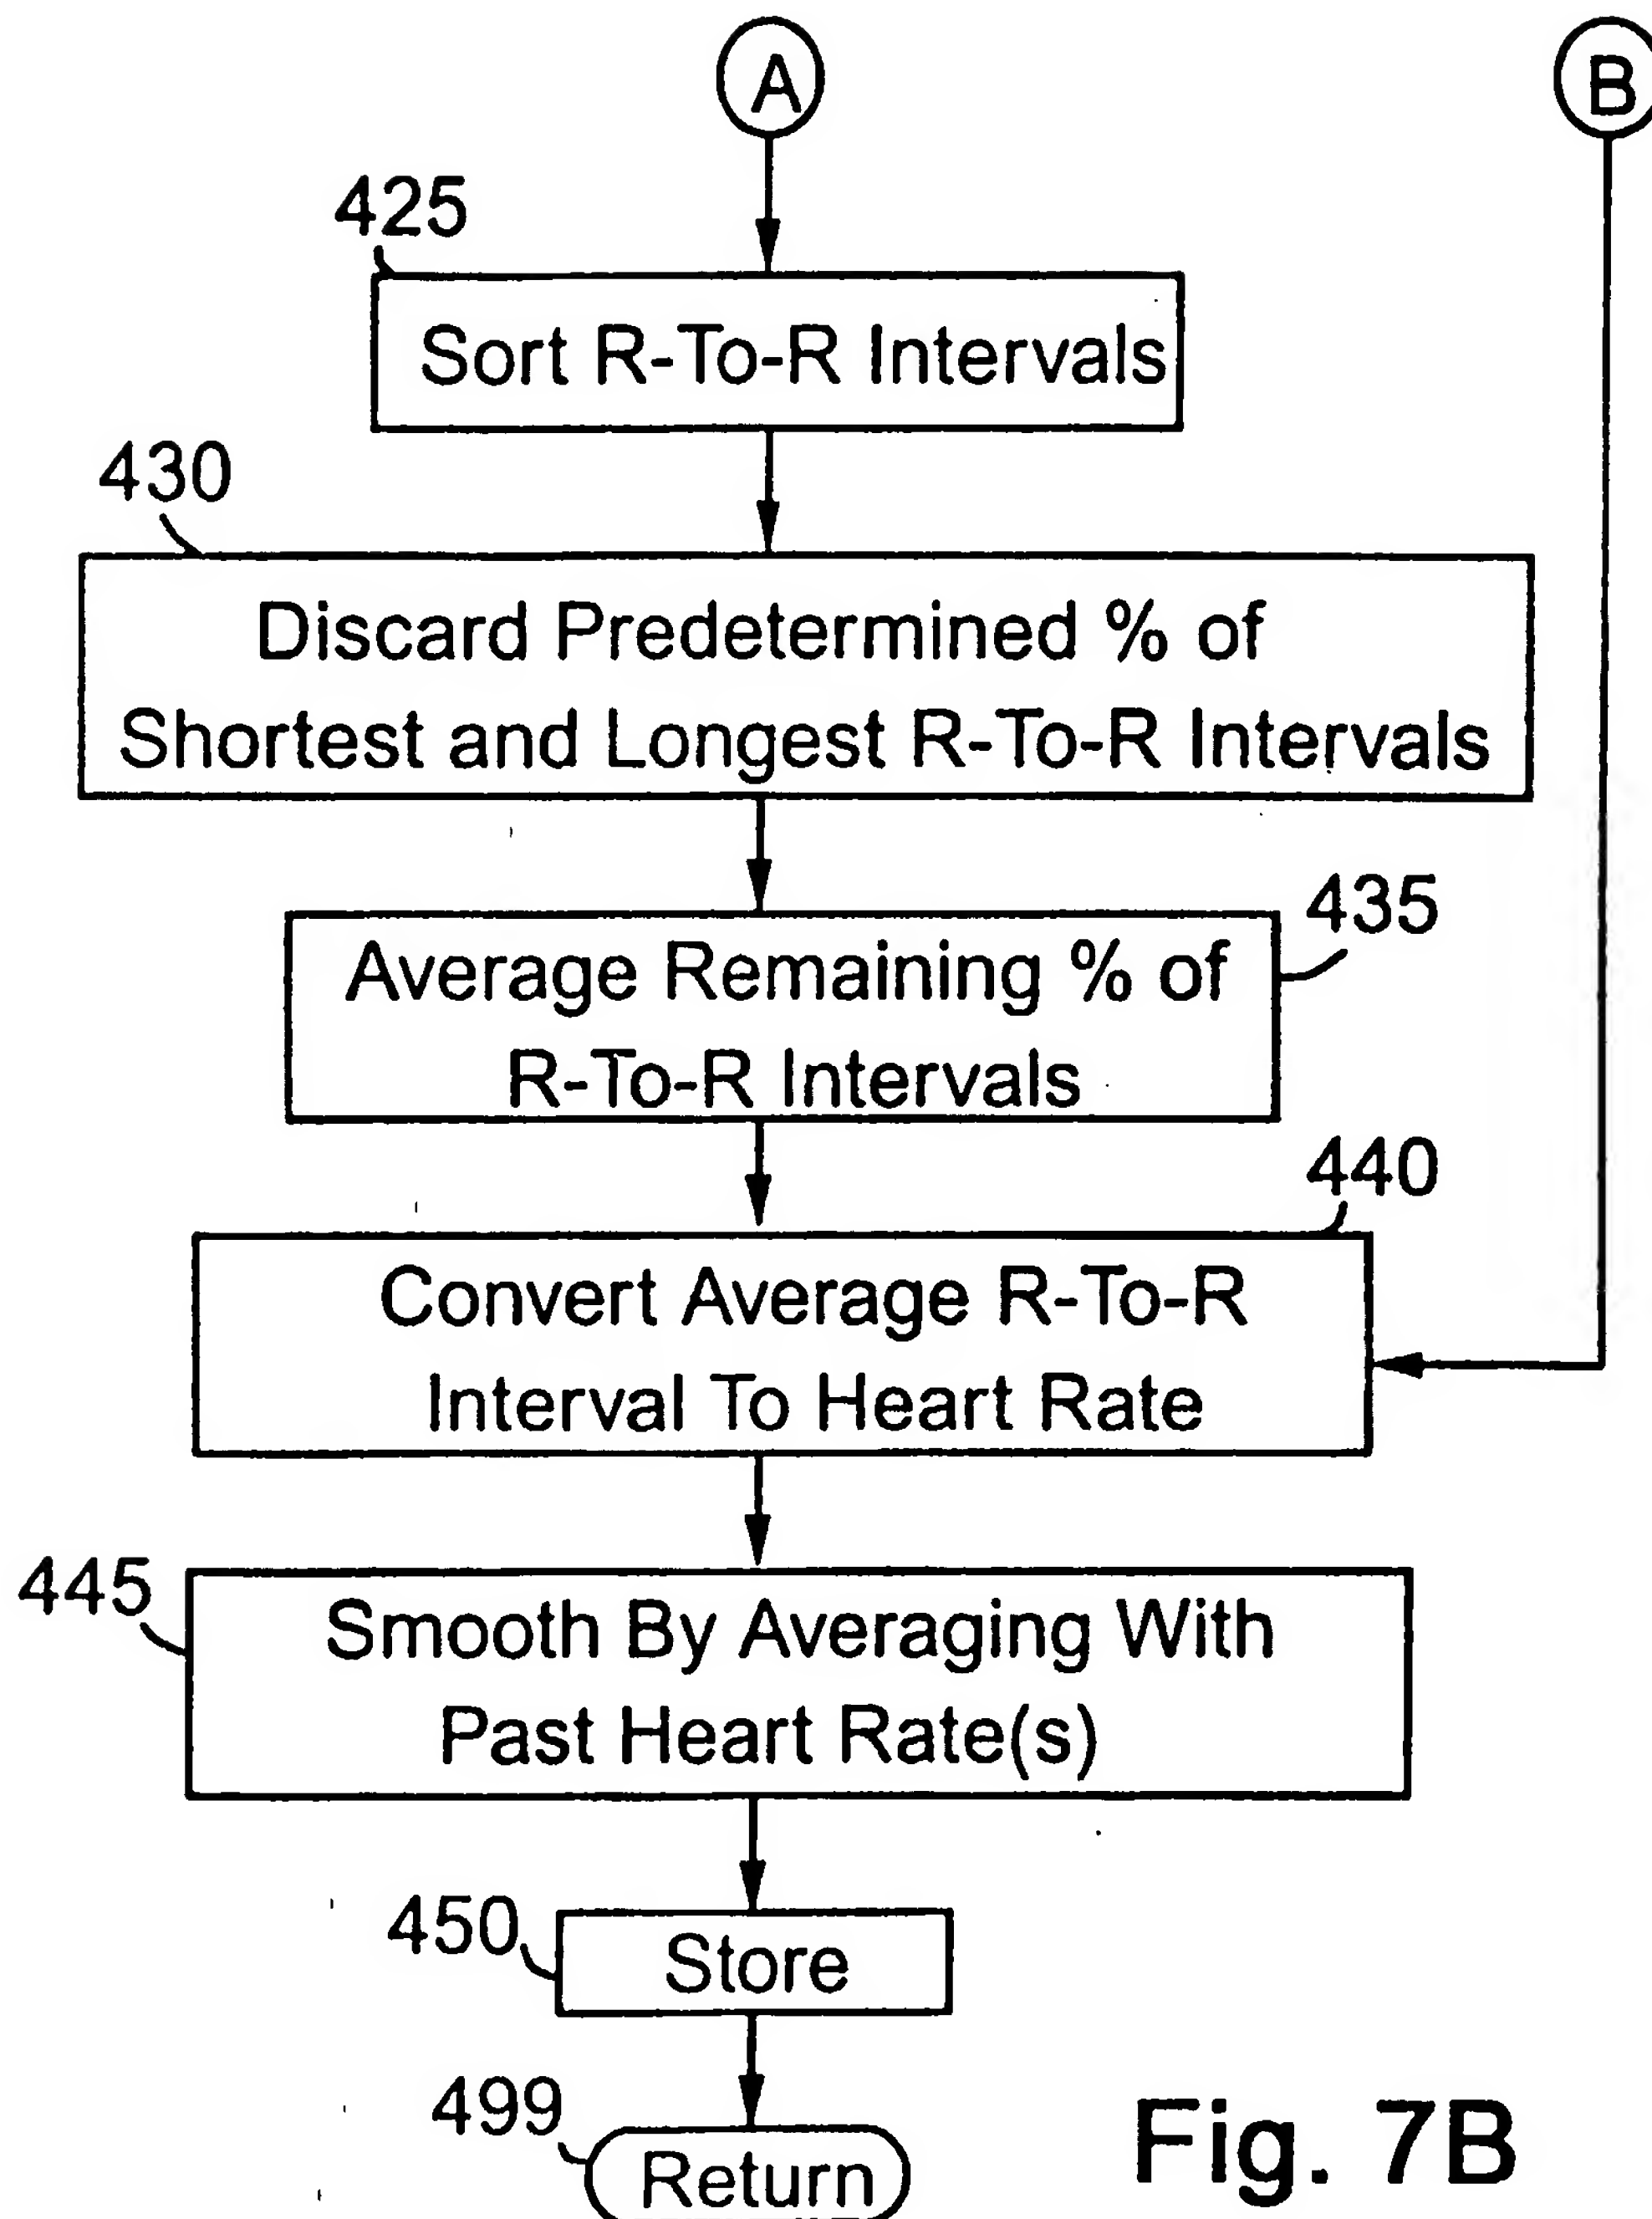 A
B
425
Sort R-To-R Intervals
430
Discard Predetermined % of
Shortest and Longest R-To-R Intervals
435
Average Remaining % of
R-To-R Intervals
440
Convert Average R-To-R
Interval To Heart Rate
445
Smooth By Averaging With
Past Heart Rate(s)
450
Store
499
Return
Fig. 7B